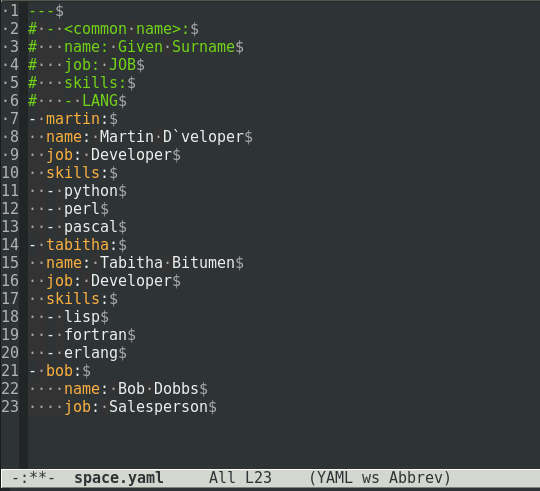 ·1 ---$
·2 #·-·<common·name>:$
·3 #···name:·Given·Surname$
·4 #···job:·JOB$
·5 #···skills:$
·6 #···-·LANG$
·7 -·martin:$
·8 ··name:·Martin·D`veloper$
·9 ··job:·Developer$
10 ··skills:$
11 ··-·python$
12 ··-·perl$
13 ··-·pascal$
14 -·tabitha:$
15 ··name:·Tabitha·Bitumen$
16 ··job:·Developer$
17 ··skills:$
18 ··-·lisp$
19 ··-·fortran$
20 ··-·erlang$
21 -·bob:$
22 ····name:·Bob·Dobbs$
23 ····job:·Salesperson$
-:**-  space.yaml     All L23    (YAML ws Abbrev)